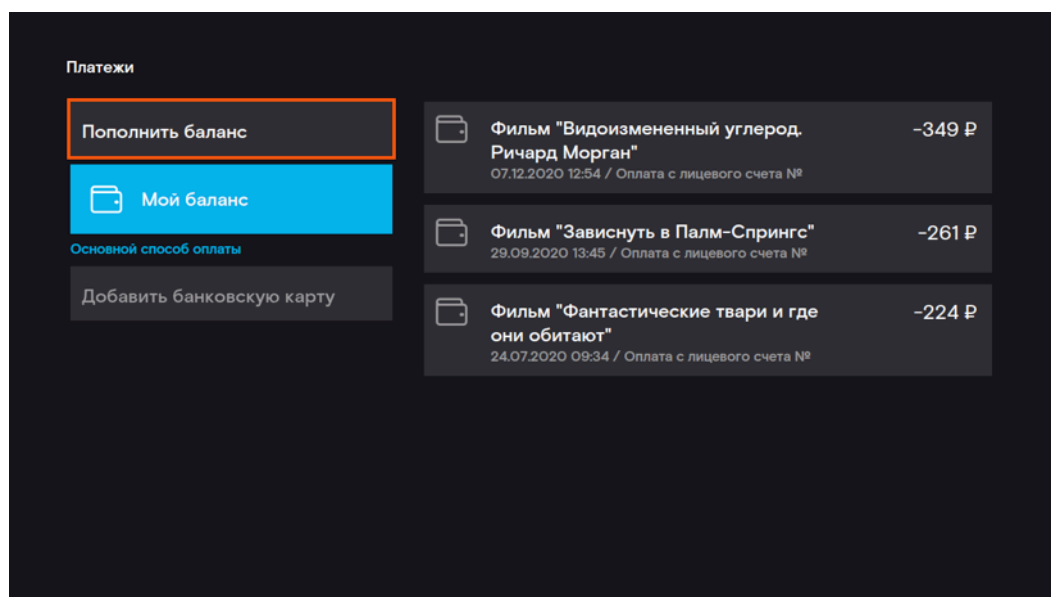 Платежи
Пополнить баланс
Мой баланс
Основной способ оплаты
Добавить банковскую карту
Фильм "Видоизмененный углерод.
Ричард Морган"
07.12.2020 12:54 / Оплата с лицевого счета №
-349 ₽
Фильм "Зависнуть в Палм-Спрингс"
29.09.2020 13:45 / Оплата с лицевого счета №
-261 ₽
Фильм "Фантастические твари и где
они обитают"
24.07.2020 09:34 / Оплата с лицевого счета №
-224 ₽